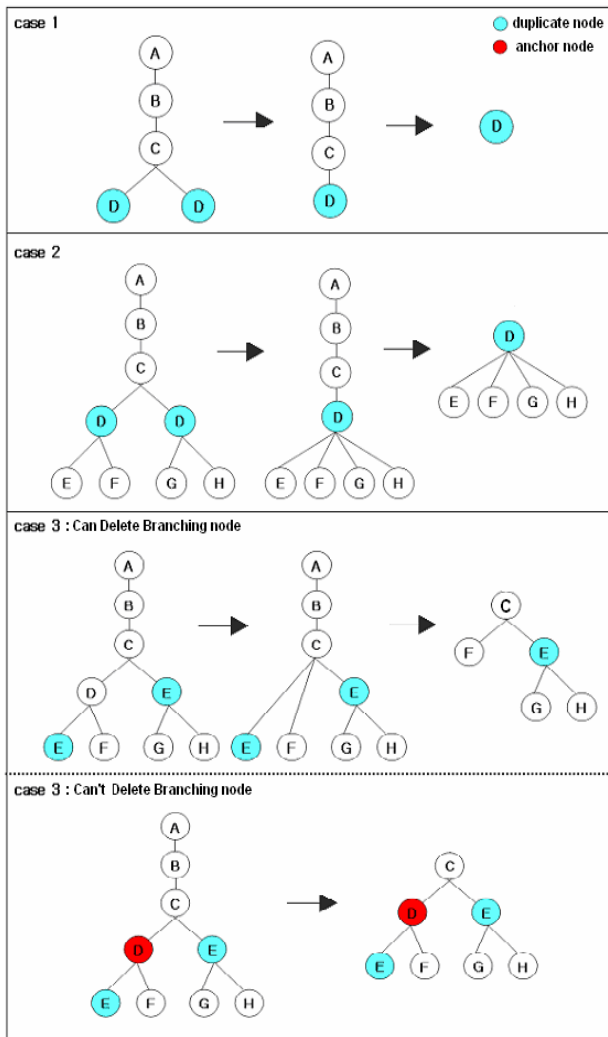 case 1
duplicate node
anchor node
A A
B B
C C D
D D D
case 2
A A
B B
C C D
D D D E F G H
E F G H E F G H
case 3 : Can Delete Branching node
A A
B B C
C C F E
D E E G H
E F G H E F G H
case 3 : Can't Delete Branching node
A
B C
C D E
D E E F G H
E F G H